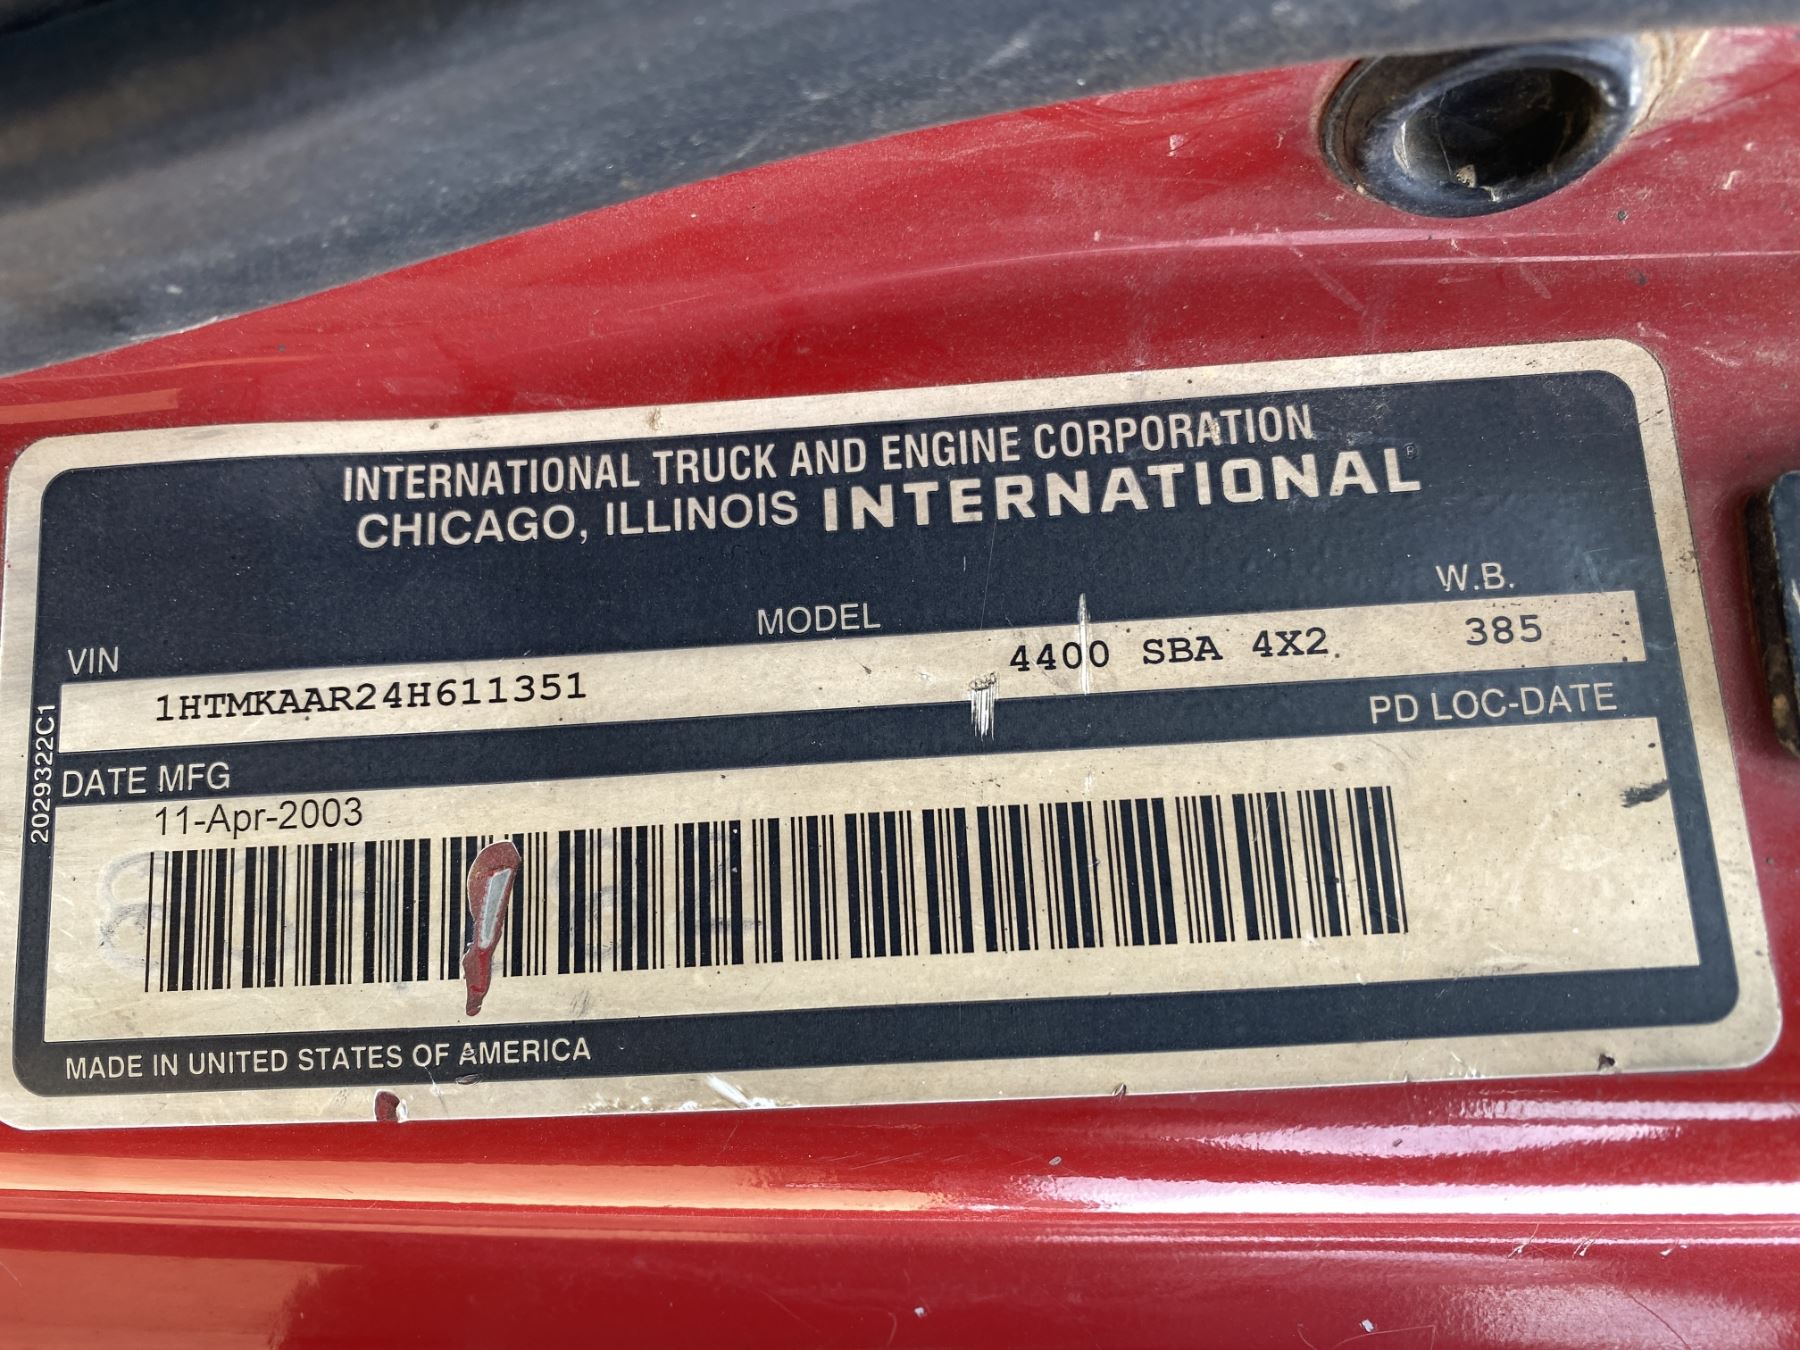 INTERNATIONAL TRUCK AND ENGINE CORPORATION
CHICAGO, ILLINOIS INTERNATIONAL®
VIN MODEL W.B.
1HTMKAAR24H611351 4400 SBA 4X2. 385
DATE MFG PD LOC-DATE
11-Apr-2003
MADE IN UNITED STATES OF AMERICA
2029322C1